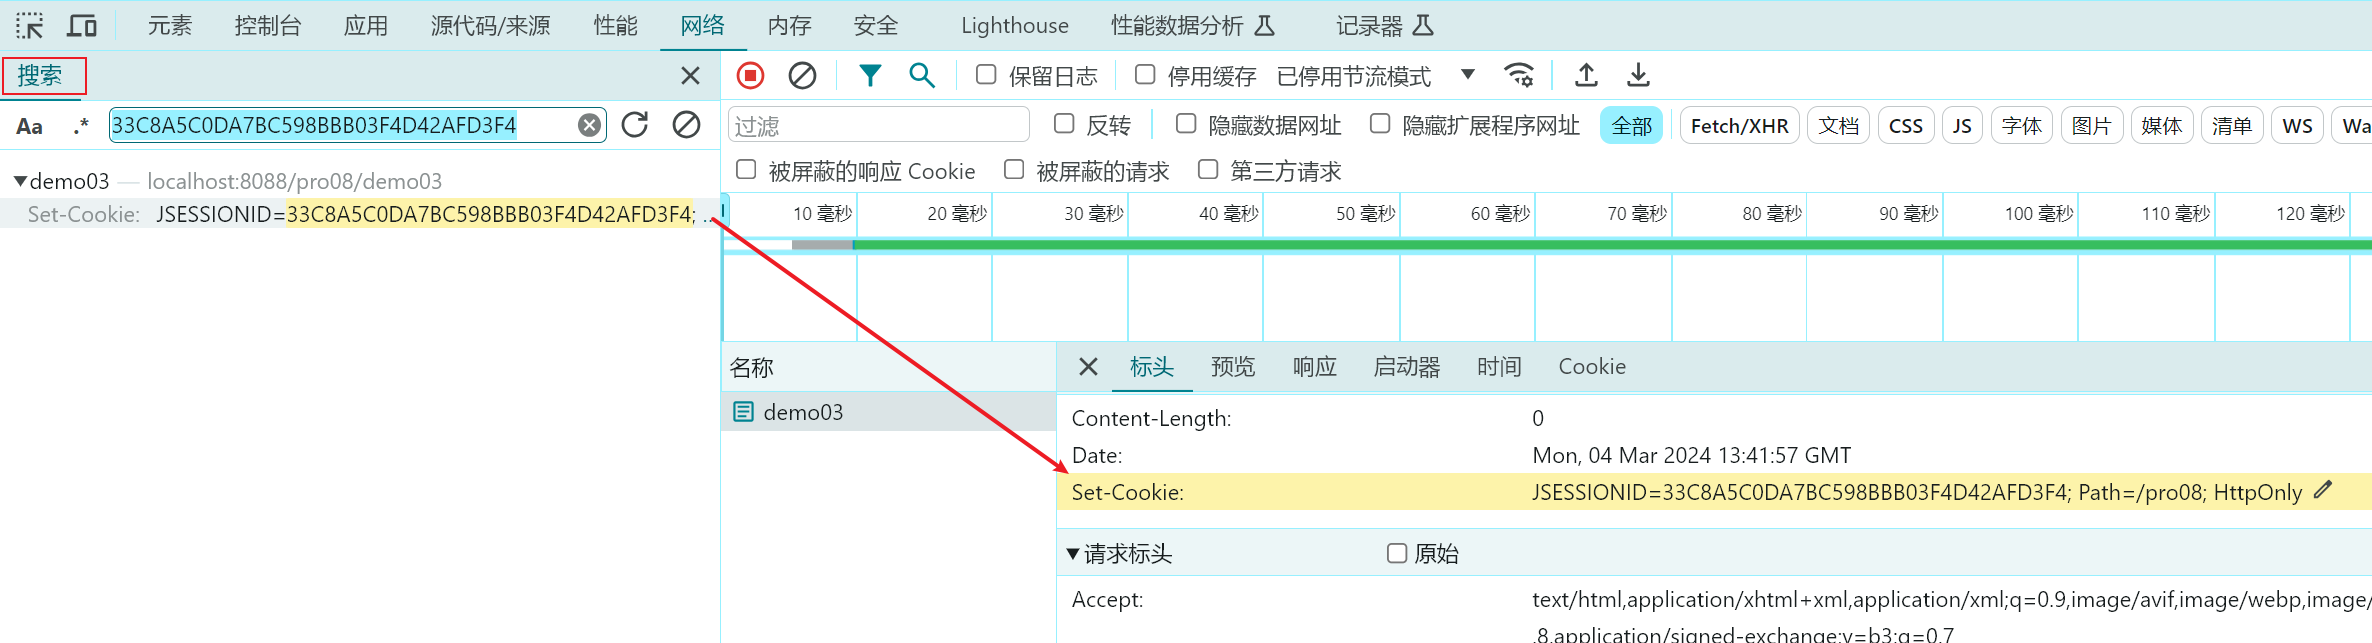 元素 控制台 应用 源代码/来源 性能 网络 内存 安全 Lighthouse 性能数据分析 记录器
搜索
保留日志 停用缓存 已停用节流模式
Aa .* 33C8A5C0DA7BC598BBB03F4D42AFD3F4
过滤 反转 隐藏数据网址 隐藏扩展程序网址 全部 Fetch/XHR 文档 CSS JS 字体 图片 媒体 清单 WS Wa
被屏蔽的响应 Cookie 被屏蔽的请求 第三方请求
demo03 — localhost:8088/pro08/demo03
Set-Cookie: JSESSIONID=33C8A5C0DA7BC598BBB03F4D42AFD3F4; ..
10 毫秒 20 毫秒 30 毫秒 40 毫秒 50 毫秒 60 毫秒 70 毫秒 80 毫秒 90 毫秒 100 毫秒 110 毫秒 120 毫秒
名称
demo03
标头 预览 响应 启动器 时间 Cookie
Content-Length: 0
Date: Mon, 04 Mar 2024 13:41:57 GMT
Set-Cookie: JSESSIONID=33C8A5C0DA7BC598BBB03F4D42AFD3F4; Path=/pro08; HttpOnly
请求标头 原始
Accept: text/html,application/xhtml+xml,application/xml;q=0.9,image/avif,image/webp,image/
.8,application/signed-exchange;v=b3;q=0.7